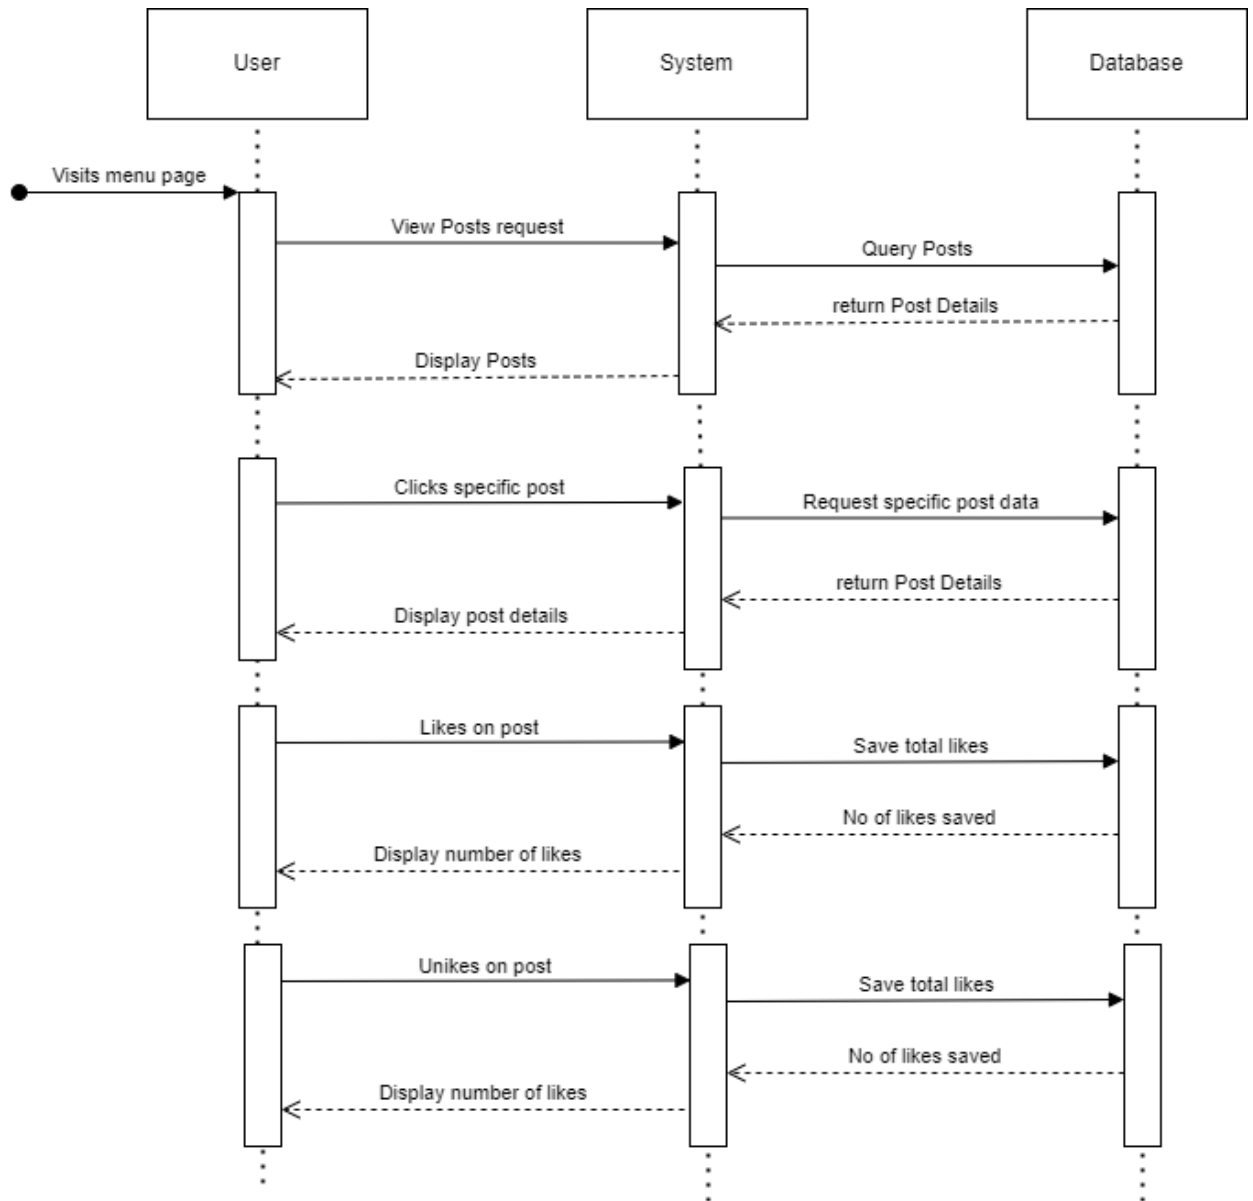 User
System
Database
Visits menu page
View Posts request
Query Posts
return Post Details
Display Posts
Clicks specific post
Request specific post data
return Post Details
Display post details
Likes on post
Save total likes
No of likes saved
Display number of likes
Unikes on post
Save total likes
No of likes saved
Display number of likes